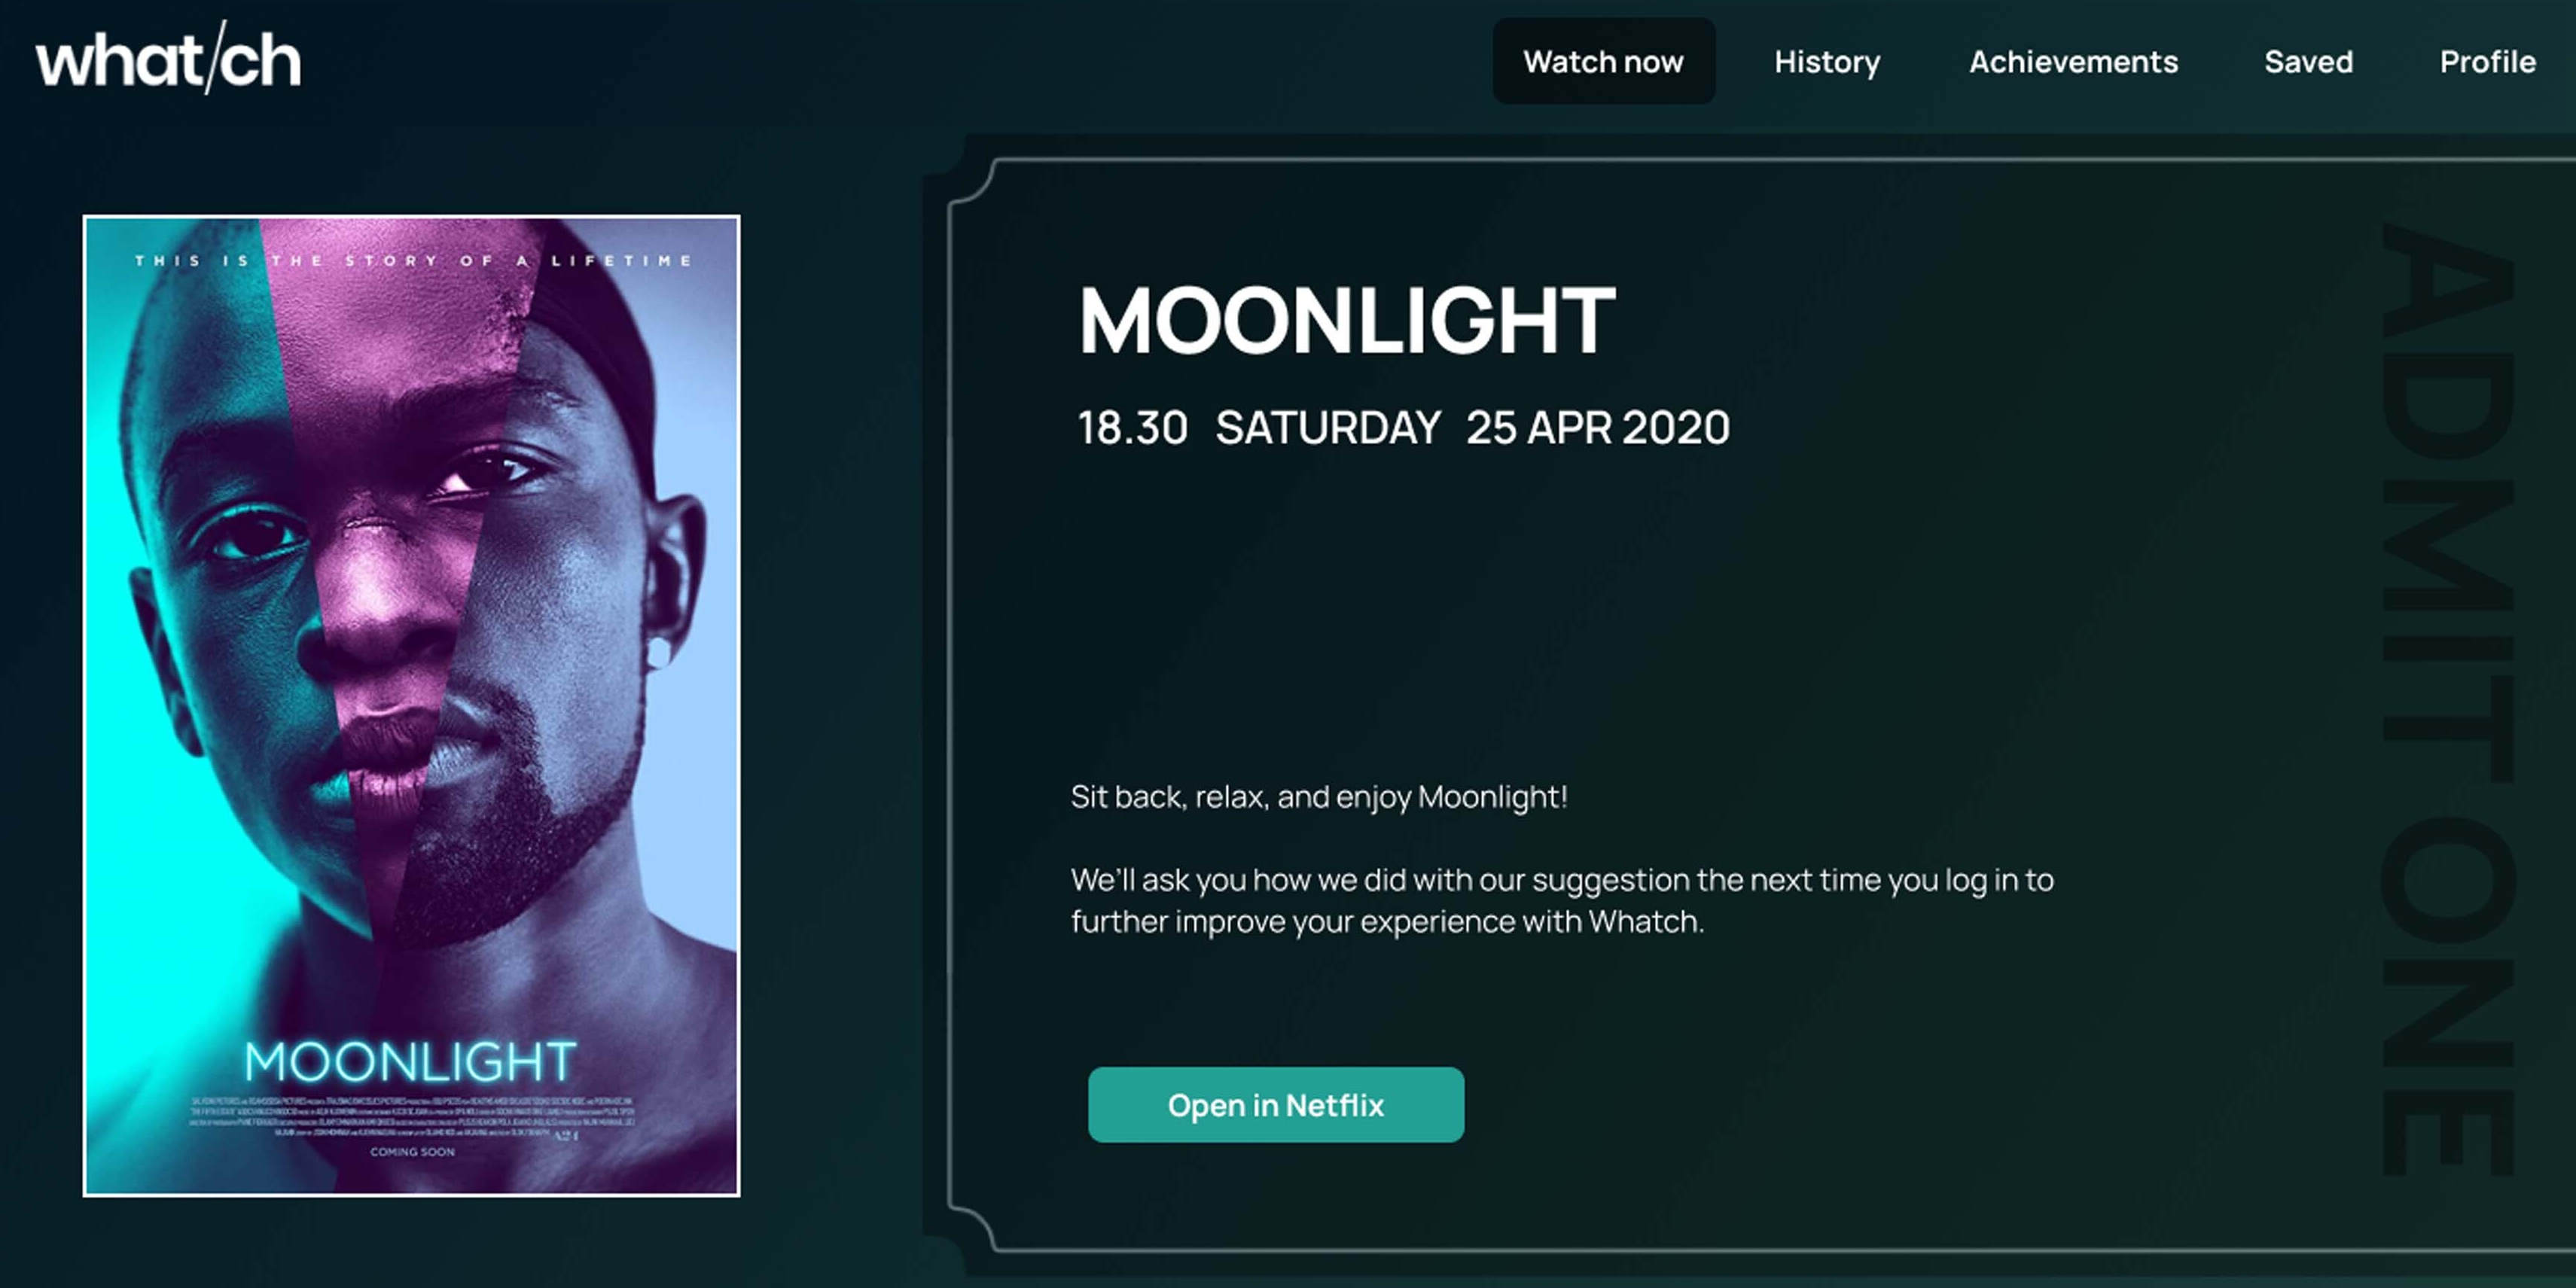 what/ch
Watch now
History
Achievements
Saved
Profile
THIS IS THE STORY OF A LIFETIME
MOONLIGHT
COMING SOON
MOONLIGHT
18.30 SATURDAY 25 APR 2020
Sit back, relax, and enjoy Moonlight!
We'll ask you how we did with our suggestion the next time you log in to
further improve your experience with Whatch.
Open in Netflix
ADMIT ONE